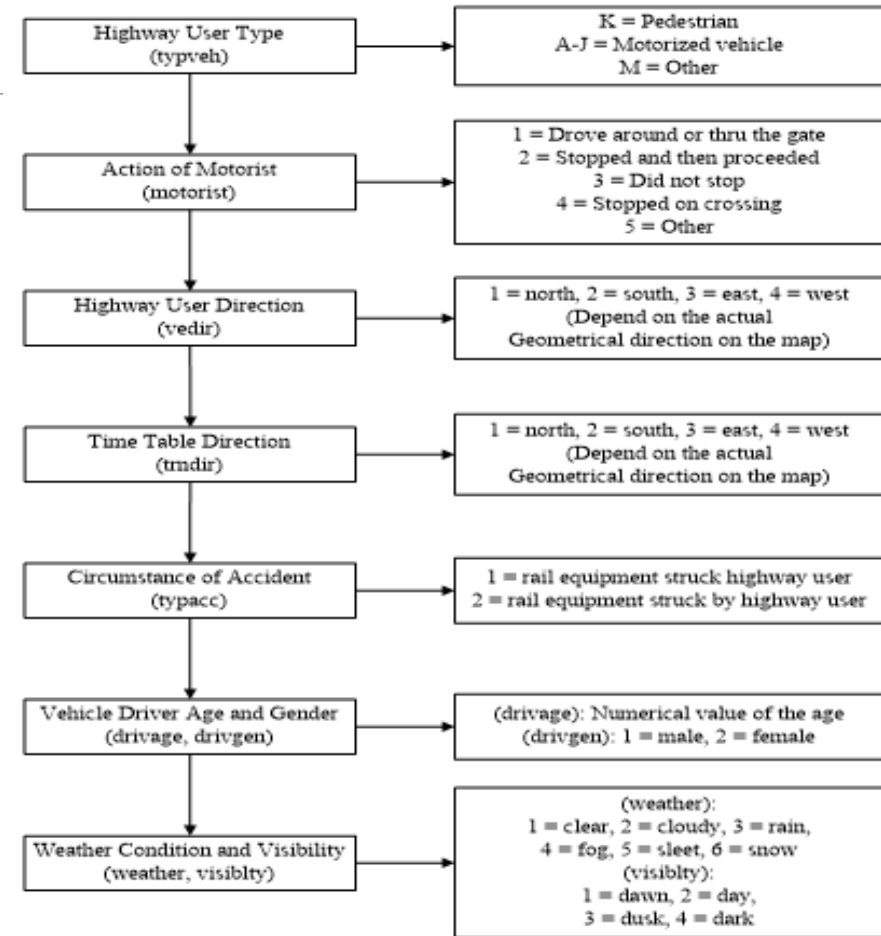 Highway User Type
(typveh)
K = Pedestrian
A-J = Motorized vehicle
M = Other
Action of Motorist
(motorist)
1 = Drove around or thru the gate
2 = Stopped and then proceeded
3 = Did not stop
4 = Stopped on crossing
5 = Other
Highway User Direction
(vedir)
1 = north, 2 = south, 3 = east, 4 = west
(Depend on the actual
Geometrical direction on the map)
Time Table Direction
(trndir)
1 = north, 2 = south, 3 = east, 4 = west
(Depend on the actual
Geometrical direction on the map)
Circumstance of Accident
(typacc)
1 = rail equipment struck highway user
2 = rail equipment struck by highway user
Vehicle Driver Age and Gender
(drivage, drivgen)
(drivage): Numerical value of the age
(drivgen): 1 = male, 2 = female
Weather Condition and Visibility
(weather, visiblty)
(weather):
1 = clear, 2 = cloudy, 3 = rain,
4 = fog, 5 = sleet, 6 = snow
(visiblty):
1 = dawn, 2 = day,
3 = dusk, 4 = dark